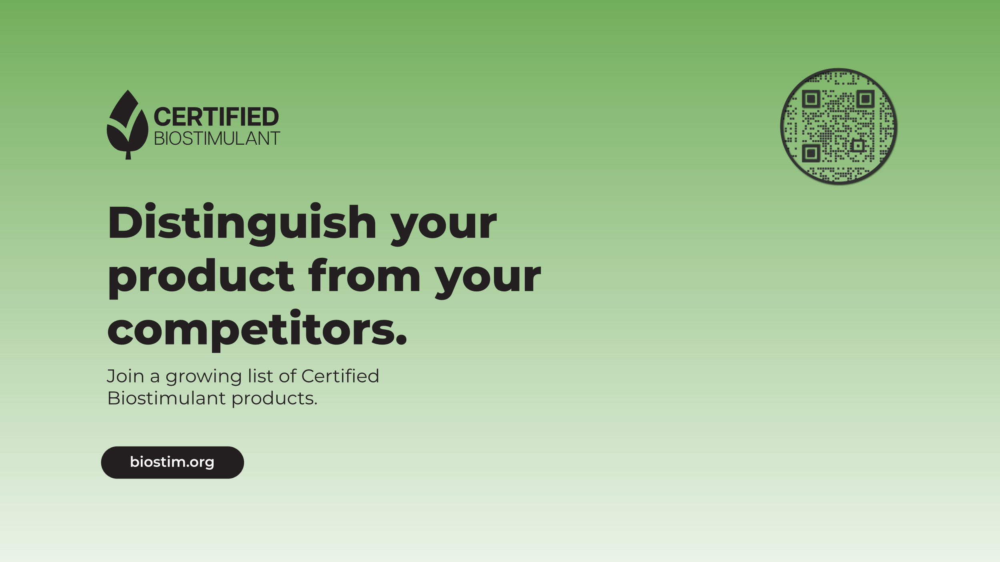 CERTIFIED
BIOSTIMULANT
Distinguish your
product from your
competitors.
Join a growing list of Certified
Biostimulant products.
biostim.org